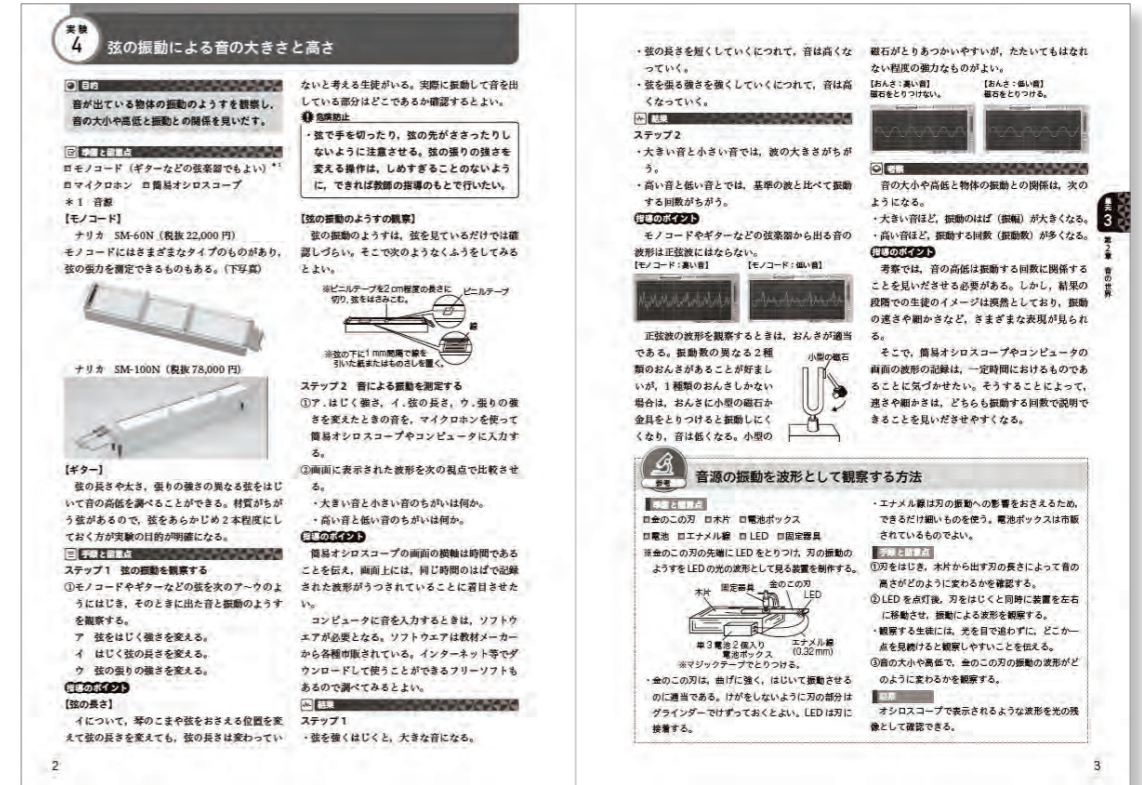 実験
4
弦の振動による音の大きさと高さ
目的
音が出ている物体の振動のようすを観察し,
音の大小や高低と振動との関係を見いだす。
準備と留意点
□モノコード（ギターなどの弦楽器でもよい）*1
□マイクロホン □簡易オシロスコープ
＊1 音源
【モノコード】
ナリカ SM-60N（税抜 22,000 円）
モノコードにはさまざまなタイプのものがあり,
弦の張力を測定できるものもある。（下写真）
ナリカ SM-100N（税抜 78,000 円）
【ギター】
弦の長さや太さ，張りの強さの異なる弦をはじ
いて音の高低を調べることができる。材質がちが
う弦があるので，弦をあらかじめ2本程度にし
ておく方が実験の目的が明確になる。
手順と留意点
ステップ1 弦の振動を観察する
①モノコードやギターなどの弦を次のア～ウのよ
うにはじき，そのときに出た音と振動のようす
を観察する。
ア 弦をはじく強さを変える。
イ はじく弦の長さを変える。
ウ 弦の張りの強さを変える。
指導のポイント
【弦の長さ】
イについて，琴のこまや弦をおさえる位置を変
えて弦の長さを変えても，弦の長さは変わってい
ないと考える生徒がいる。実際に振動して音を出
している部分はどこであるか確認するとよい。
危険防止
・弦で手を切ったり，弦の先がささったりし
ないように注意させる。弦の張りの強さを
変える操作は，しめすぎることのないよう
に，できれば教師の指導のもとで行いたい。
【弦の振動のようすの観察】
弦の振動のようすは，弦を見ているだけでは確
認しづらい。そこで次のようなくふうをしてみる
とよい。
※ビニルテープを2cm程度の長さに
切り，弦をはさみこむ。
ビニルテープ
線
※弦の下に1mm間隔で線を
引いた紙またはものさしを置く。
ステップ2 音による振動を測定する
①ア．はじく強さ，イ．弦の長さ，ウ．張りの強
さを変えたときの音を，マイクロホンを使って
簡易オシロスコープやコンピュータに入力す
る。
②画面に表示された波形を次の視点で比較させ
る。
・大きい音と小さい音のちがいは何か。
・高い音と低い音のちがいは何か。
指導のポイント
簡易オシロスコープの画面の横軸は時間である
ことを伝え，画面上には，同じ時間のはばで記録
された波形がうつされていることに着目させた
い。
コンピュータに音を入力するときは，ソフトウ
エアが必要となる。ソフトウエアは教材メーカー
から各種市販されている。インターネット等でダ
ウンロードして使うことができるフリーソフトも
あるので調べてみるとよい。
結果
ステップ1
・弦を強くはじくと，大きな音になる。
2
・弦の長さを短くしていくにつれて，音は高くな
っていく。
・弦を張る強さを強くしていくにつれて，音は高
くなっていく。
結果
ステップ2
・大きい音と小さい音では，波の大きさがちが
う。
・高い音と低い音とでは，基準の波と比べて振動
する回数がちがう。
指導のポイント
モノコードやギターなどの弦楽器から出る音の
波形は正弦波にはならない。
【モノコード：高い音】
【モノコード：低い音】
正弦波の波形を観察するときは，おんさが適当
である。振動数の異なる2種
類のおんさがあることが好まし
いが，1種類のおんさしかない
場合は，おんさに小型の磁石か
金具をとりつけると振動しにく
くなり，音は低くなる。小型の
小型の磁石
磁石がとりあつかいやすいが，たたいてもはなれ
ない程度の強力なものがよい。
【おんさ：高い音】
磁石をとりつけない。
【おんさ：低い音】
磁石をとりつける。
考察
音の大小や高低と物体の振動との関係は，次の
ようになる。
・大きい音ほど，振動のはば（振幅）が大きくなる。
・高い音ほど，振動する回数（振動数）が多くなる。
指導のポイント
考察では，音の高低は振動する回数に関係する
ことを見いださせる必要がある。しかし，結果の
段階での生徒のイメージは漠然としており，振動
の速さや細かさなど，さまざまな表現が見られ
る。
そこで，簡易オシロスコープやコンピュータの
画面の波形の記録は，一定時間におけるものであ
ることに気づかせたい。そうすることによって，
速さや細かさは，どちらも振動する回数で説明で
きることを見いださせやすくなる。
単元
3
第2章 音の世界
参考
音源の振動を波形として観察する方法
準備と留意点
□金のこの刃 □木片 □電池ボックス
□電池 □エナメル線 □LED □固定器具
※金のこの刃の先端にLEDをとりつけ，刃の振動の
ようすをLEDの光の波形として見る装置を制作する。
木片
固定器具
金のこの刃
LED
単3電池2個入り
電池ボックス
エナメル線
(0.32mm)
※マジックテープでとりつける。
・金のこの刃は，曲げに強く，はじいて振動させる
のに適当である。けがをしないように刃の部分は
グラインダーでけずっておくとよい。LEDは刃に
接着する。
・エナメル線は刃の振動への影響をおさえるため，
できるだけ細いものを使う。電池ボックスは市販
されているものでよい。
手順と留意点
①刃をはじき，木片から出す刃の長さによって音の
高さがどのように変わるかを確認する。
②LEDを点灯後，刃をはじくと同時に装置を左右
に移動させ，振動による波形を観察する。
・観察する生徒には，光を目で追わずに，どこか一
点を見続けると観察しやすいことを伝える。
③音の大小や高低で，金のこの刃の振動の波形がど
のように変わるかを観察する。
結果
オシロスコープで表示されるような波形を光の残
像として確認できる。
3